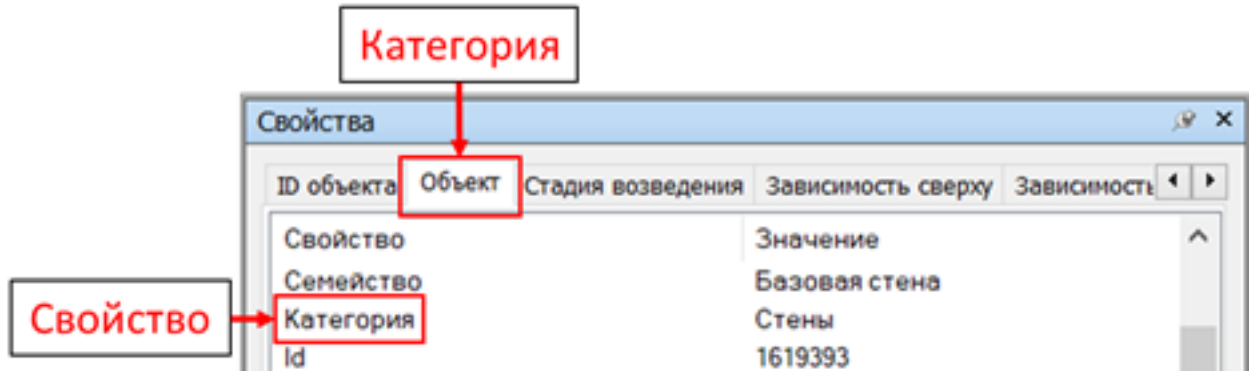 Категория
Свойства
ID объекта Объект Стадия возведения Зависимость сверху Зависимость
Свойство Значение
Семейство Базовая стена
Свойство Категория Стены
Id 1619393